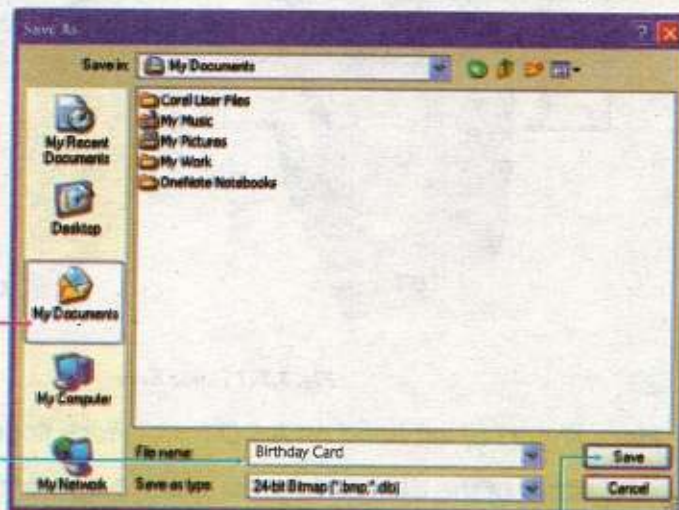 Save As
Save in: My Documents
My Recent
Documents
Desktop
My Documents
My Computer
My Network
Corel User Files
My Music
My Pictures
My Work
OneNote Notebooks
File name: Birthday Card
Save
Save as type: 24-bit Bitmap (*.bmp;*.dib)
Cancel